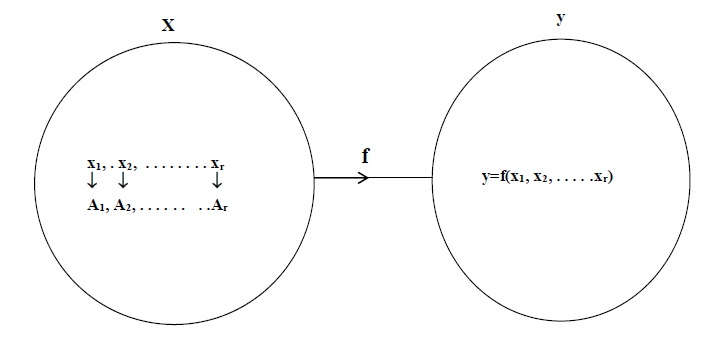 X
y
f
x₁, . x₂, . . . . . . . . xᵣ
↓ ↓ ↓
A₁, A₂, . . . . . . . . Aᵣ
y=f(x₁, x₂, . . . . .xᵣ)